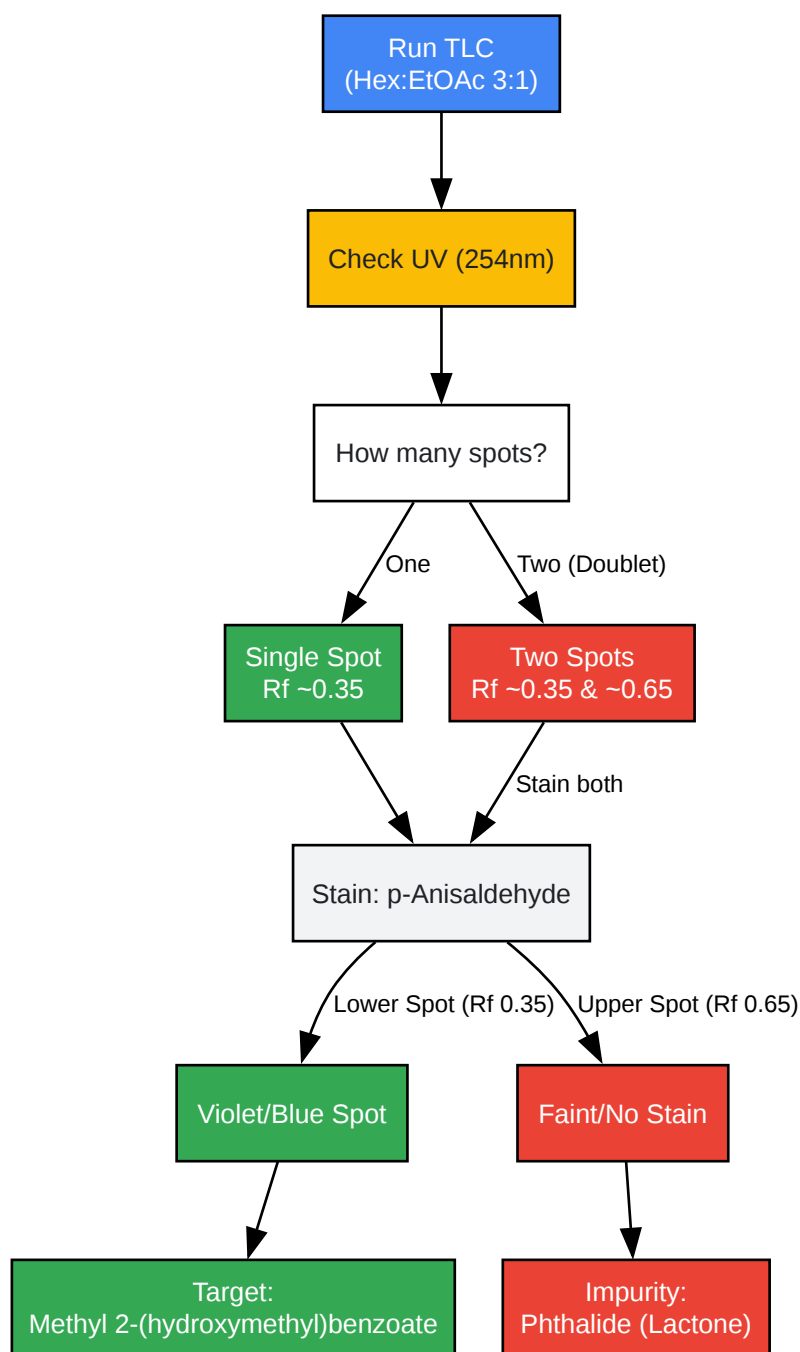 Run TLC
(Hex:EtOAc 3:1)
Check UV (254nm)
How many spots?
One
Two (Doublet)
Single Spot
Rf ~0.35
Two Spots
Rf ~0.35 & ~0.65
Stain both
Stain: p-Anisaldehyde
Lower Spot (Rf 0.35)
Upper Spot (Rf 0.65)
Violet/Blue Spot
Faint/No Stain
Target:
Methyl 2-(hydroxymethyl)benzoate
Impurity:
Phthalide (Lactone)